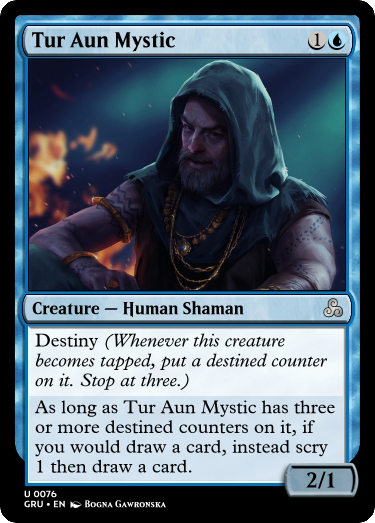 Tur Aun Mystic 1
Creature — Human Shaman
Destiny (Whenever this creature
becomes tapped, put a destined counter
on it. Stop at three.)
As long as Tur Aun Mystic has three
or more destined counters on it, if
you would draw a card, instead scry
1 then draw a card.
2/1
U 0076
GRU • EN Bogna Gawronska